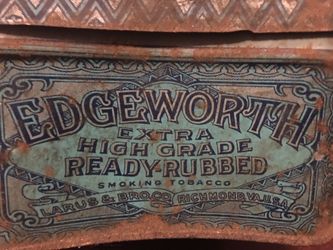 EDGEWORTH
EXTRA
HIGH GRADE
READY-RUBBED
SMOKING TOBACCO
LARUS & BRO.CO. RICHMOND, VA.U.S.A.